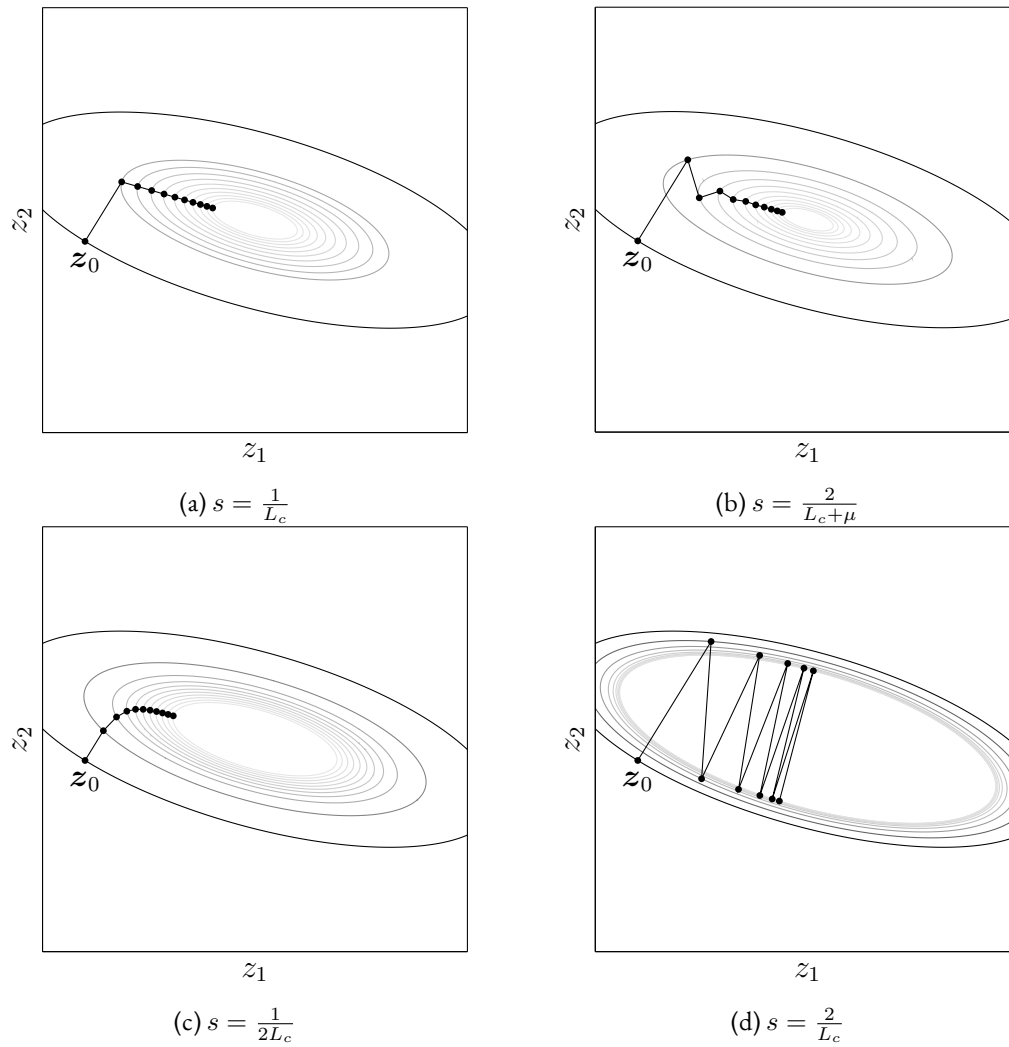 z₂
z₀
z₁
(a) s = 1/L_c
z₂
z₀
z₁
(b) s = 2/(L_c+μ)
z₂
z₀
z₁
(c) s = 1/(2L_c)
z₂
z₀
z₁
(d) s = 2/L_c